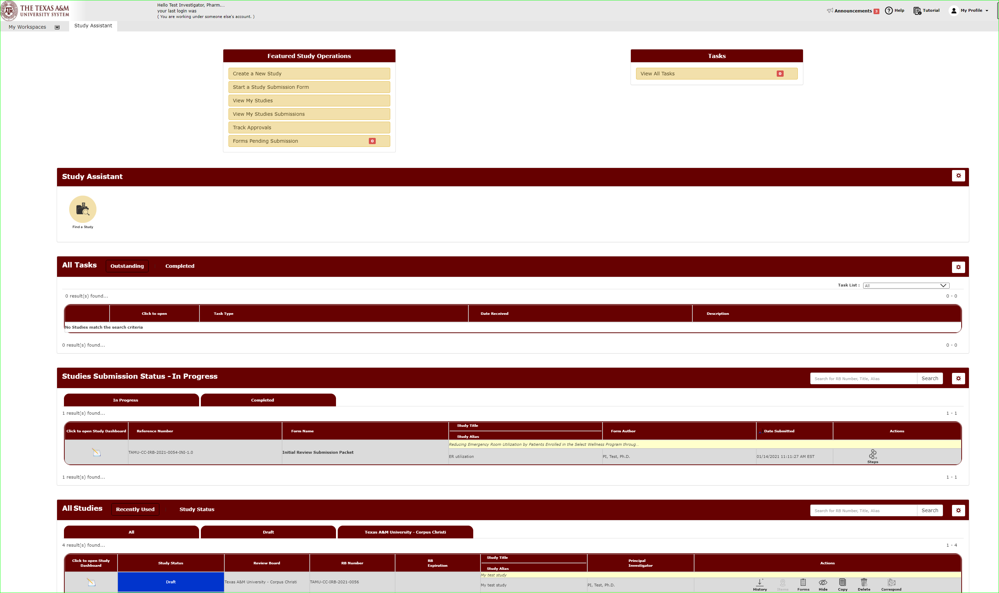 THE TEXAS A&M
UNIVERSITY SYSTEM
Hello Test Investigator, Pharm....
your last login was
( You are working under someone else's account. )
Announcements 3
Help
Tutorial
My Profile
My Workspaces
Study Assistant
Featured Study Operations
Create a New Study
Start a Study Submission Form
View My Studies
View My Studies Submissions
Track Approvals
Forms Pending Submission 0
Tasks
View All Tasks 0
Study Assistant
Find a Study
All Tasks Outstanding | Completed
Task List : All
0 result(s) found... 0 - 0
Click to open Task Type Date Received Description
No Studies match the search criteria
0 result(s) found... 0 - 0
Studies Submission Status - In Progress
Search for RB Number, Title, Alias Search
In Progress Completed
1 result(s) found... 1 - 1
Click to open Study Dashboard Reference Number Form Name Study Title Study Alias Form Author Date Submitted Actions
Reducing Emergency Room Utilization by Patients Enrolled in the Select Wellness Program throug...
TAMU-CC-IRB-2021-0054-INI-1.0 Initial Review Submission Packet ER utilization PI, Test, Ph.D. 01/14/2021 11:11:27 AM EST Steps
1 result(s) found... 1 - 1
All Studies Recently Used | Study Status
Search for RB Number, Title, Alias Search
All Draft Texas A&M University - Corpus Christi
4 result(s) found... 1 - 4
Click to open Study Dashboard Study Status Review Board RB Number RB Expiration Study Title Study Alias Principal Investigator Actions
My test study
Draft Texas A&M University - Corpus Christi TAMU-CC-IRB-2021-0056 My test study PI, Test, Ph.D.
History Items Forms Hide Copy Delete Correspond